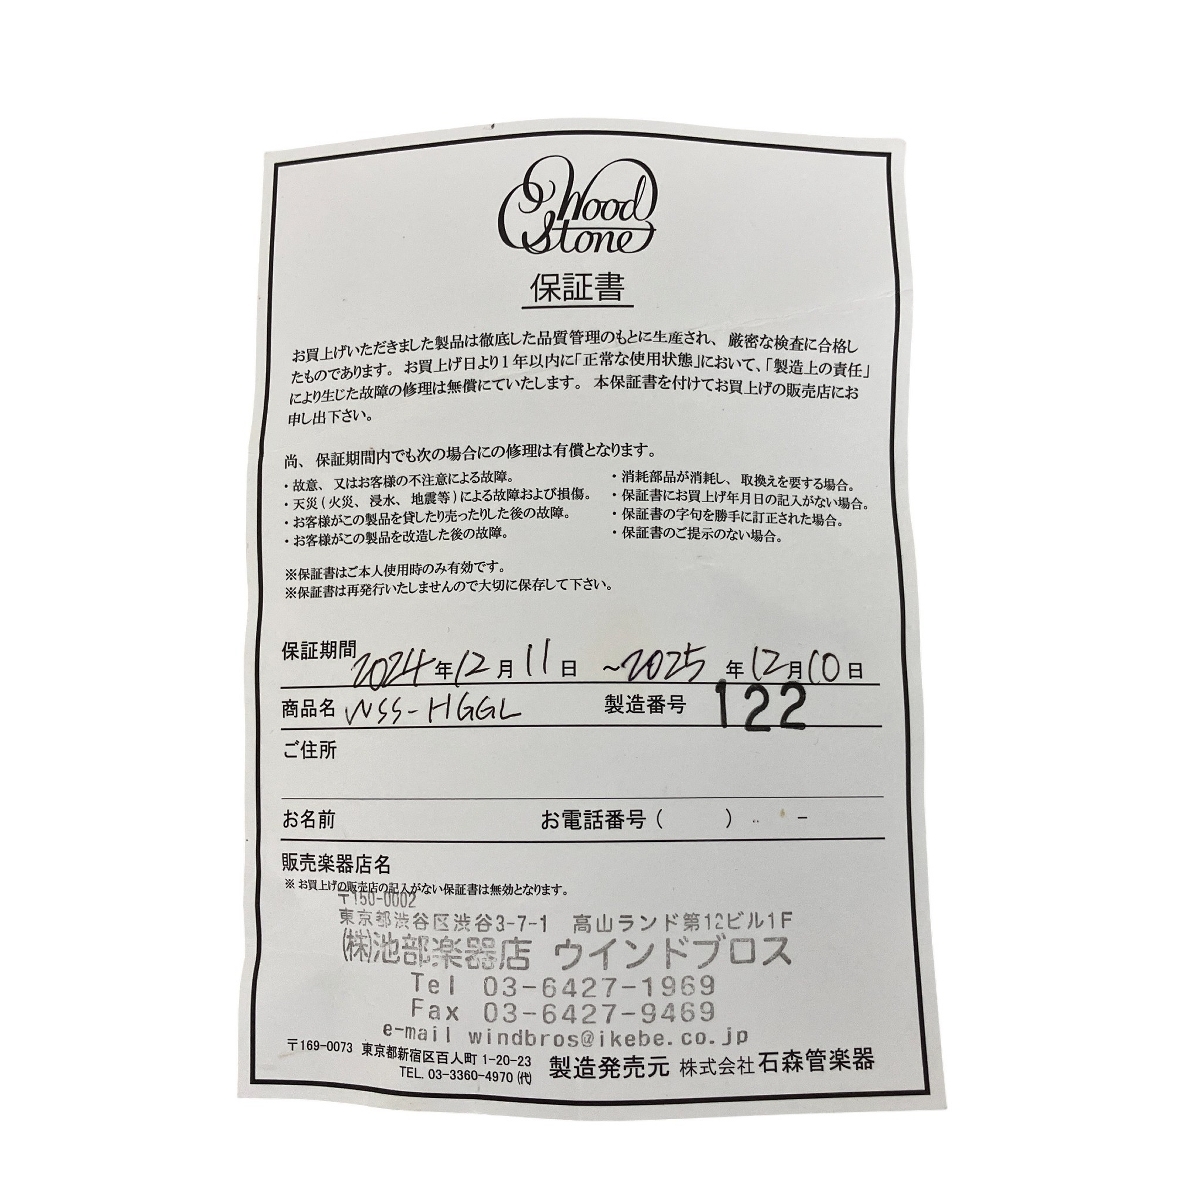 Wood
Stone
保証書
お買上げいただきました製品は徹底した品質管理のもとに生産され、厳密な検査に合格し
たものであります。お買上げ日より1年以内に「正常な使用状態」において、「製造上の責任」
により生じた故障の修理は無償にていたします。本保証書を付けてお買上げの販売店にお
申し出下さい。
尚、保証期間内でも次の場合にの修理は有償となります。
・故意、又はお客様の不注意による故障。
・天災(火災、浸水、地震等)による故障および損傷。
・お客様がこの製品を貸したり売ったりした後の故障。
・お客様がこの製品を改造した後の故障。
・消耗部品が消耗し、取換えを要する場合。
・保証書にお買上げ年月日の記入がない場合。
・保証書の字句を勝手に訂正された場合。
・保証書のご提示のない場合。
※保証書はご本人使用時のみ有効です。
※保証書は再発行いたしませんので大切に保存して下さい。
保証期間 2024年12月11日 ~2025年12月10日
商品名 WSS-HGGL 製造番号 122
ご住所
お名前 お電話番号( ) -
販売楽器店名
※お買上げの販売店の記入がない保証書は無効となります。
〒150-0002
東京都渋谷区渋谷3-7-1 高山ランド第12ビル1F
(株)池部楽器店 ウインドブロス
Tel 03-6427-1969
Fax 03-6427-9469
e-mail windbros@ikebe.co.jp
〒169-0073 東京都新宿区百人町1-20-23
TEL. 03-3360-4970(代)
製造発売元 株式会社石森管楽器